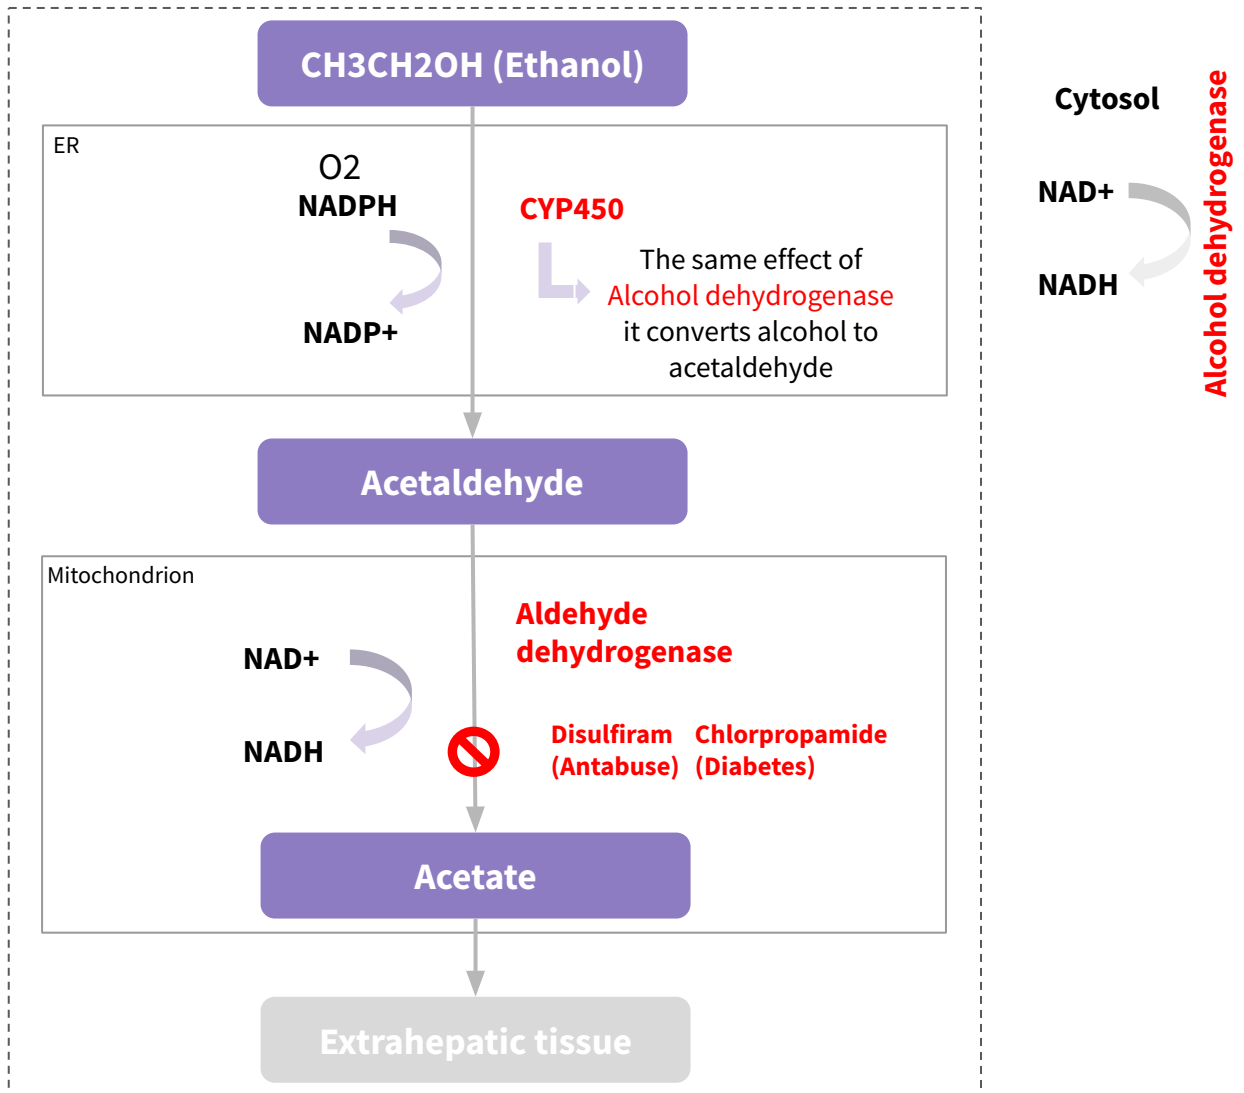 CH3CH2OH (Ethanol)
ER
O2
NADPH
NADP+
CYP450
The same effect of
Alcohol dehydrogenase
it converts alcohol to
acetaldehyde
Cytosol
NAD+
NADH
Alcohol dehydrogenase
Acetaldehyde
Mitochondrion
Aldehyde
dehydrogenase
NAD+
NADH
Disulfiram
(Antabuse)
Chlorpropamide
(Diabetes)
Acetate
Extrahepatic tissue